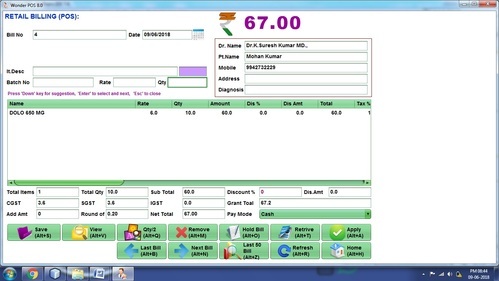 Wonder POS 8.0
RETAIL BILLING (POS):
67.00
Bill No 4 Date 09/06/2018
Dr. Name Dr.K.Suresh Kumar MD.,
Pt.Name Mohan Kumar
Mobile 9942732229
Address
Diagnosis
It.Desc
Batch No Rate Qty
Press 'Down' key for suggestion, 'Enter' to select and next, 'Esc' to close
Name Rate Qty Amount Dis % Dis Amt Total Tax %
DOLO 650 MG 6.0 10.0 60.0 0.0 0.0 60.0 1
Total Items 1 Total Qty 10.0 Sub Total 60.0 Discount % 0 Dis.Amt 0.0
CGST 3.6 SGST 3.6 IGST 0.0 Grant Toal 67.2
Add Amt 0 Round of 0.20 Net Total 67.00 Pay Mode Cash
Save (Alt+S) View (Alt+V) Qty/2 (Alt+Q) Remove (Alt+M) Hold Bill (Alt+O) Retrive (Alt+T) Apply (Alt+A)
Last Bill (Alt+B) Next Bill (Alt+N) Last 50 Bill (Alt+Z) Refresh (Alt+R) Home (Alt+H)
PM 08:44
09-06-2018